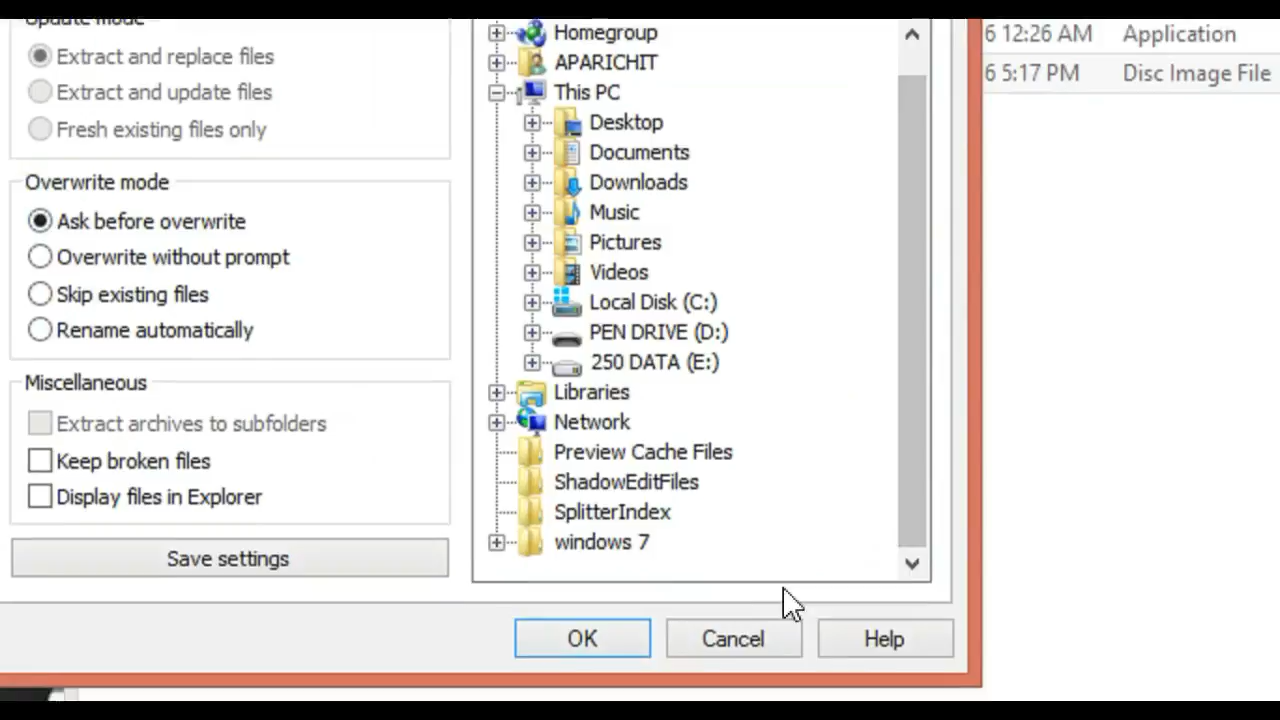 Update mode
Extract and replace files
Extract and update files
Fresh existing files only
Overwrite mode
Ask before overwrite
Overwrite without prompt
Skip existing files
Rename automatically
Miscellaneous
Extract archives to subfolders
Keep broken files
Display files in Explorer
Save settings
Homegroup
APARICHIT
This PC
Desktop
Documents
Downloads
Music
Pictures
Videos
Local Disk (C:)
PEN DRIVE (D:)
250 DATA (E:)
Libraries
Network
Preview Cache Files
ShadowEditFiles
SplitterIndex
windows 7
OK Cancel Help
6 12:26 AM Application
6 5:17 PM Disc Image File